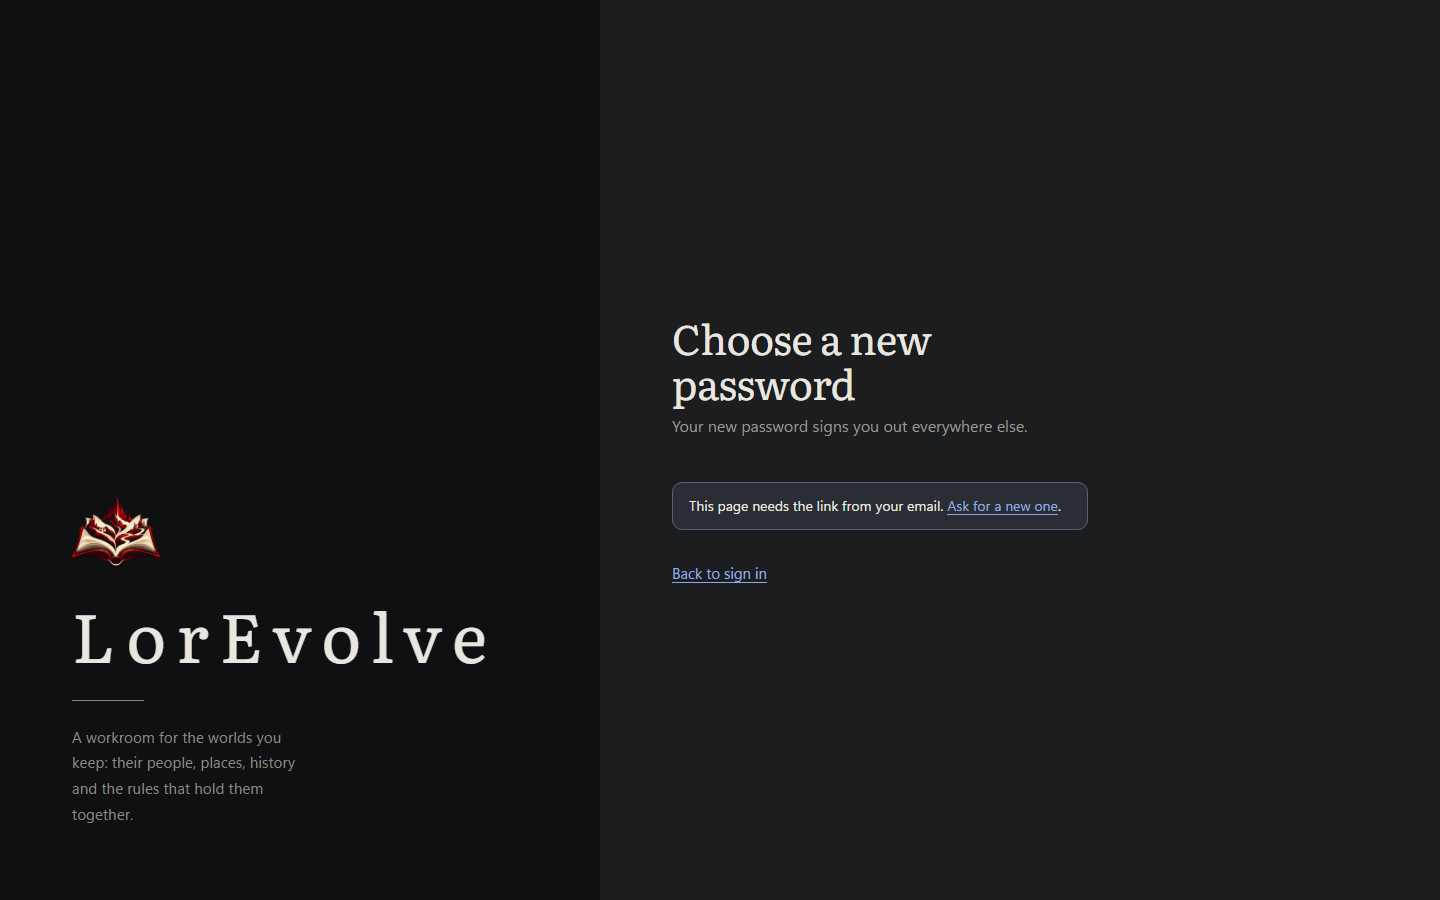 LorEvolve
A workroom for the worlds you
keep: their people, places, history
and the rules that hold them
together.
Choose a new
password
Your new password signs you out everywhere else.
This page needs the link from your email. Ask for a new one.
Back to sign in